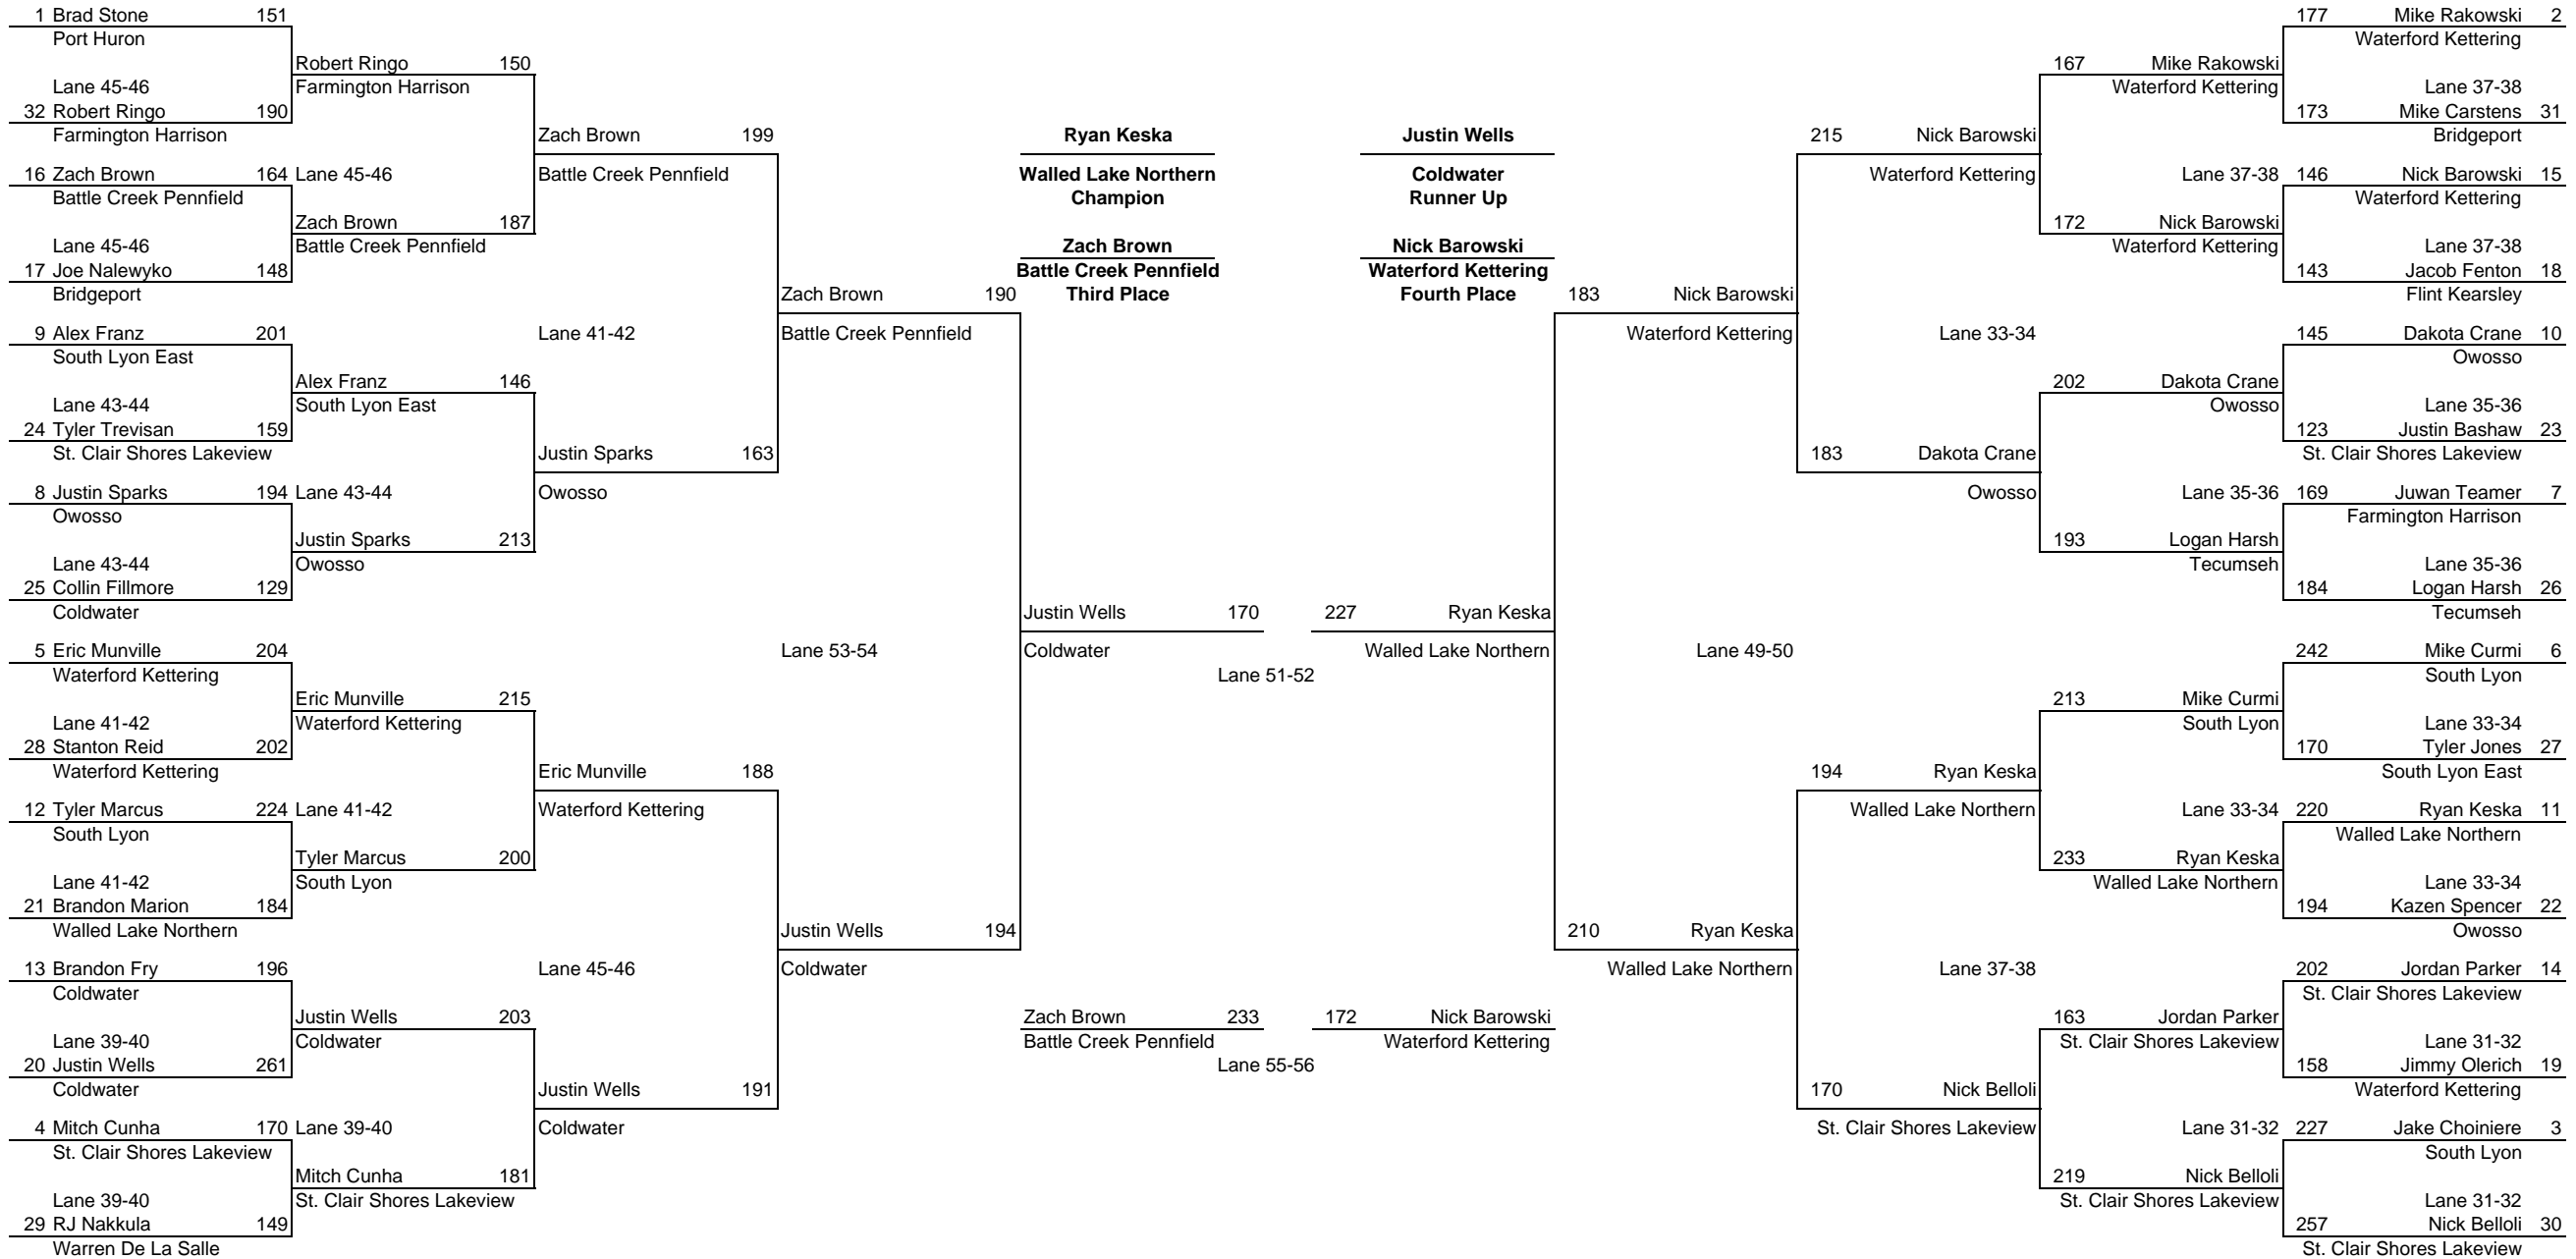 1 Brad Stone 151
Port Huron
Lane 45-46
32 Robert Ringo 190
Farmington Harrison
16 Zach Brown 164
Battle Creek Pennfield
Lane 45-46
17 Joe Nalewyko 148
Bridgeport
9 Alex Franz 201
South Lyon East
Lane 43-44
24 Tyler Trevisan 159
St. Clair Shores Lakeview
8 Justin Sparks 194
Owosso
Lane 43-44
25 Collin Fillmore 129
Coldwater
5 Eric Munville 204
Waterford Kettering
Lane 41-42
28 Stanton Reid 202
Waterford Kettering
12 Tyler Marcus 224
South Lyon
Lane 41-42
21 Brandon Marion 184
Walled Lake Northern
13 Brandon Fry 196
Coldwater
Lane 39-40
20 Justin Wells 261
Coldwater
4 Mitch Cunha 170
St. Clair Shores Lakeview
Lane 39-40
29 RJ Nakkula 149
Warren De La Salle
Robert Ringo 150
Farmington Harrison
Lane 45-46
Zach Brown 187
Battle Creek Pennfield
Alex Franz 146
South Lyon East
Lane 43-44
Justin Sparks 213
Owosso
Eric Munville 215
Waterford Kettering
Lane 41-42
Tyler Marcus 200
South Lyon
Justin Wells 203
Coldwater
Lane 39-40
Mitch Cunha 181
St. Clair Shores Lakeview
Zach Brown 199
Battle Creek Pennfield
Lane 41-42
Justin Sparks 163
Owosso
Eric Munville 188
Waterford Kettering
Lane 45-46
Justin Wells 191
Coldwater
Zach Brown 190
Battle Creek Pennfield
Lane 53-54
Justin Wells 194
Coldwater
Ryan Keska
Walled Lake Northern
Champion
Zach Brown
Battle Creek Pennfield
Third Place
Justin Wells
Coldwater
Runner Up
Nick Barowski
Waterford Kettering
Fourth Place
Justin Wells 170
Coldwater
227 Ryan Keska
Walled Lake Northern
Lane 51-52
Zach Brown 233
Battle Creek Pennfield
172 Nick Barowski
Waterford Kettering
Lane 55-56
183 Nick Barowski
Waterford Kettering
Lane 49-50
210 Ryan Keska
Walled Lake Northern
215 Nick Barowski
Waterford Kettering
Lane 33-34
183 Dakota Crane
Owosso
194 Ryan Keska
Walled Lake Northern
Lane 37-38
170 Nick Belloli
St. Clair Shores Lakeview
167 Mike Rakowski
Waterford Kettering
Lane 37-38
172 Nick Barowski
Waterford Kettering
202 Dakota Crane
Owosso
Lane 35-36
193 Logan Harsh
Tecumseh
213 Mike Curmi
South Lyon
Lane 33-34
233 Ryan Keska
Walled Lake Northern
163 Jordan Parker
St. Clair Shores Lakeview
Lane 31-32
219 Nick Belloli
St. Clair Shores Lakeview
177 Mike Rakowski 2
Waterford Kettering
Lane 37-38
173 Mike Carstens 31
Bridgeport
146 Nick Barowski 15
Waterford Kettering
Lane 37-38
143 Jacob Fenton 18
Flint Kearsley
145 Dakota Crane 10
Owosso
Lane 35-36
123 Justin Bashaw 23
St. Clair Shores Lakeview
169 Juwan Teamer 7
Farmington Harrison
Lane 35-36
184 Logan Harsh 26
Tecumseh
242 Mike Curmi 6
South Lyon
Lane 33-34
170 Tyler Jones 27
South Lyon East
220 Ryan Keska 11
Walled Lake Northern
Lane 33-34
194 Kazen Spencer 22
Owosso
202 Jordan Parker 14
St. Clair Shores Lakeview
Lane 31-32
158 Jimmy Olerich 19
Waterford Kettering
227 Jake Choiniere 3
South Lyon
Lane 31-32
257 Nick Belloli 30
St. Clair Shores Lakeview